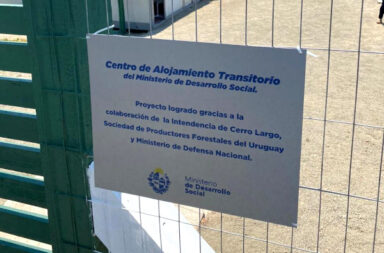 Centro de Alojamiento Transitorio
del Ministerio de Desarrollo Social.
Proyecto logrado gracias a la
colaboración de la Intendencia de Cerro Largo,
Sociedad de Productores Forestales del Uruguay
y Ministerio de Defensa Nacional.
Ministerio
de Desarrollo
Social